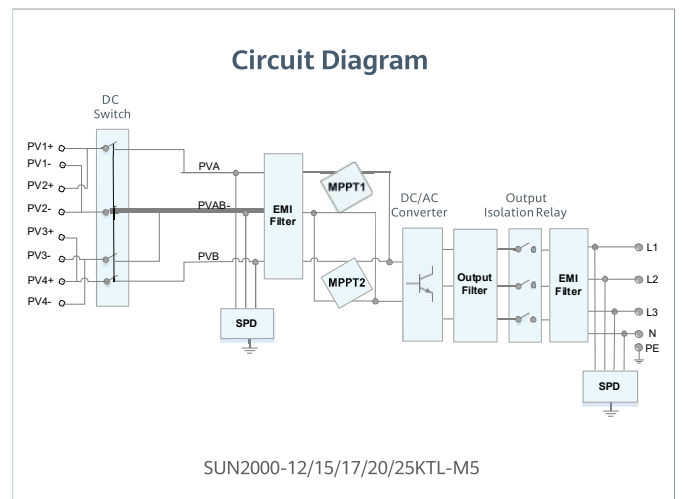 Circuit Diagram
DC
Switch
PV1+
PV1-
PV2+
PV2-
PV3+
PV3-
PV4+
PV4-
PVA
PVAB-
PVB
EMI
Filter
SPD
MPPT1
MPPT2
DC/AC
Converter
Output
Filter
Output
Isolation Relay
EMI
Filter
L1
L2
L3
N
PE
SPD
SUN2000-12/15/17/20/25KTL-M5